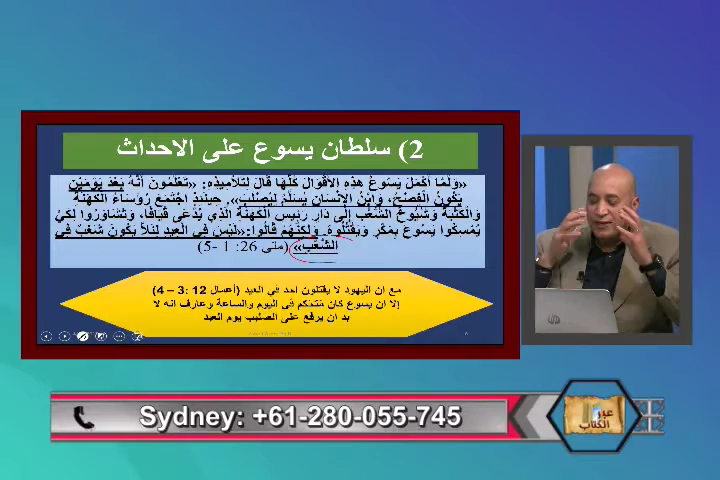 2) سلطان يسوع على الاحداث
«وَلَمَّا أَكْمَلَ يَسُوعُ هذِهِ الأَقْوَالَ كُلَّهَا قَالَ لِتَلاَمِيذِهِ: «تَعْلَمُونَ أَنَّهُ بَعْدَ يَوْمَيْنِ
يَكُونُ الْفِصْحُ، وَابْنُ الإِنْسَانِ يُسَلَّمُ لِيُصْلَبَ». حِينَئِذٍ اجْتَمَعَ رُؤَسَاءُ الْكَهَنَةِ
وَالْكَتَبَةُ وَشُيُوخُ الشَّعْبِ إِلَى دَارِ رَئِيسِ الْكَهَنَةِ الَّذِي يُدْعَى قَيَافَا، وَتَشَاوَرُوا لِكَيْ
يُمْسِكُوا يَسُوعَ بِمَكْرٍ وَيَقْتُلُوهُ. وَلكِنَّهُمْ قَالُوا:«لَيْسَ فِي الْعِيدِ لِئَلاَّ يَكُونَ شَغَبٌ فِي
الشَّعْبِ» (متى 26: 1 -5)
مع ان اليهود لا يقتلون احد في العيد (أعمال 12 :3 – 4)
إلا ان يسوع كان متحكم فى اليوم والساعة وعارف انه لا
بد ان يرفع على الصليب يوم العيد
Sydney: +61-280-055-745
عبر
الكتاب